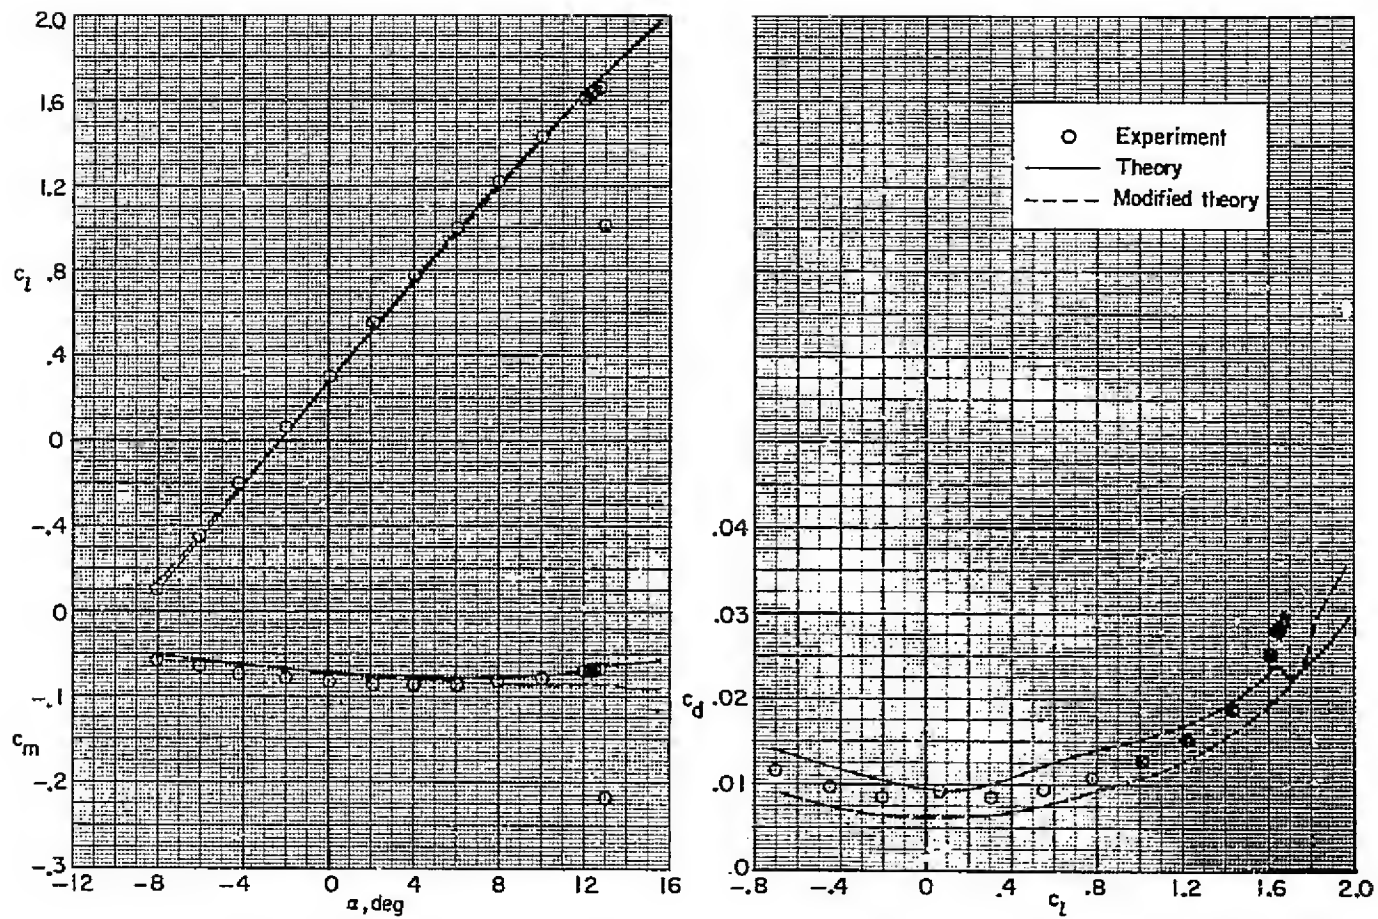 2.0
1.6
1.2
.8
.4
0
-.4
0
-.1
-.2
-.3
c_l
c_m
-12 -8 -4 0 4 8 12 16
α, deg
Experiment
Theory
Modified theory
.04
.03
.02
.01
.0
c_d
-.8 -.4 0 .4 .8 1.2 1.6 2.0
c_l